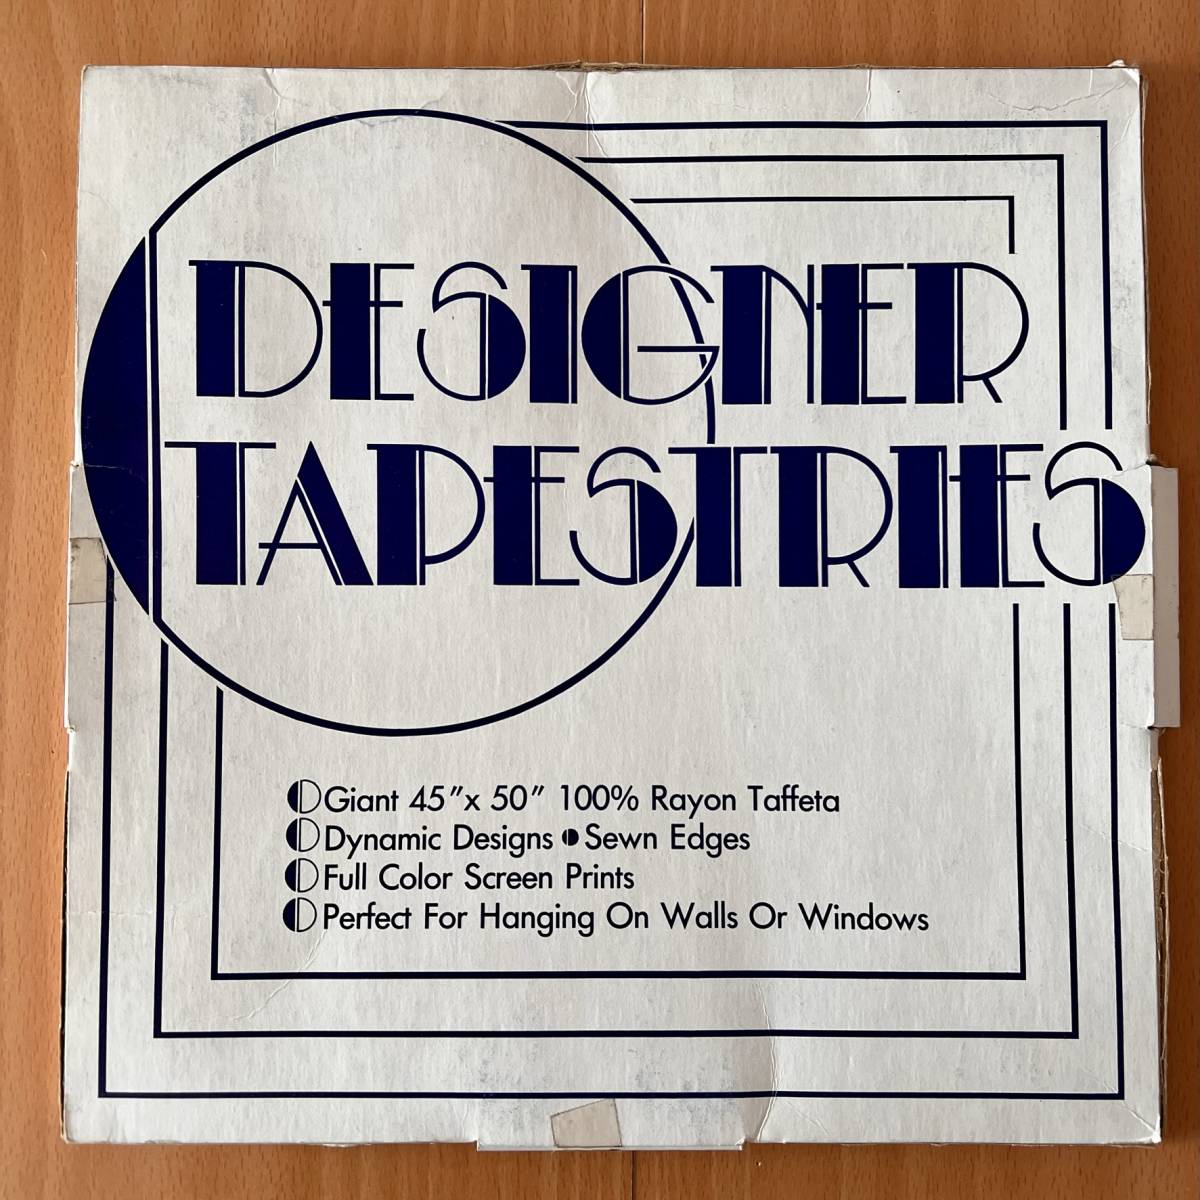 DESIGNER
TAPESTRIES
Giant 45"x 50" 100% Rayon Taffeta
Dynamic Designs • Sewn Edges
Full Color Screen Prints
Perfect For Hanging On Walls Or Windows